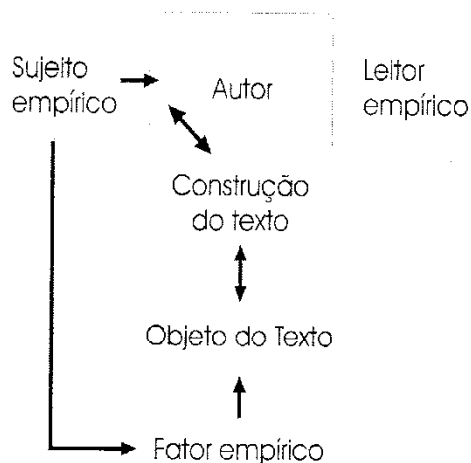 Sujeito
empírico
Autor
Leitor
empírico
Construção
do texto
Objeto do Texto
Fator empírico